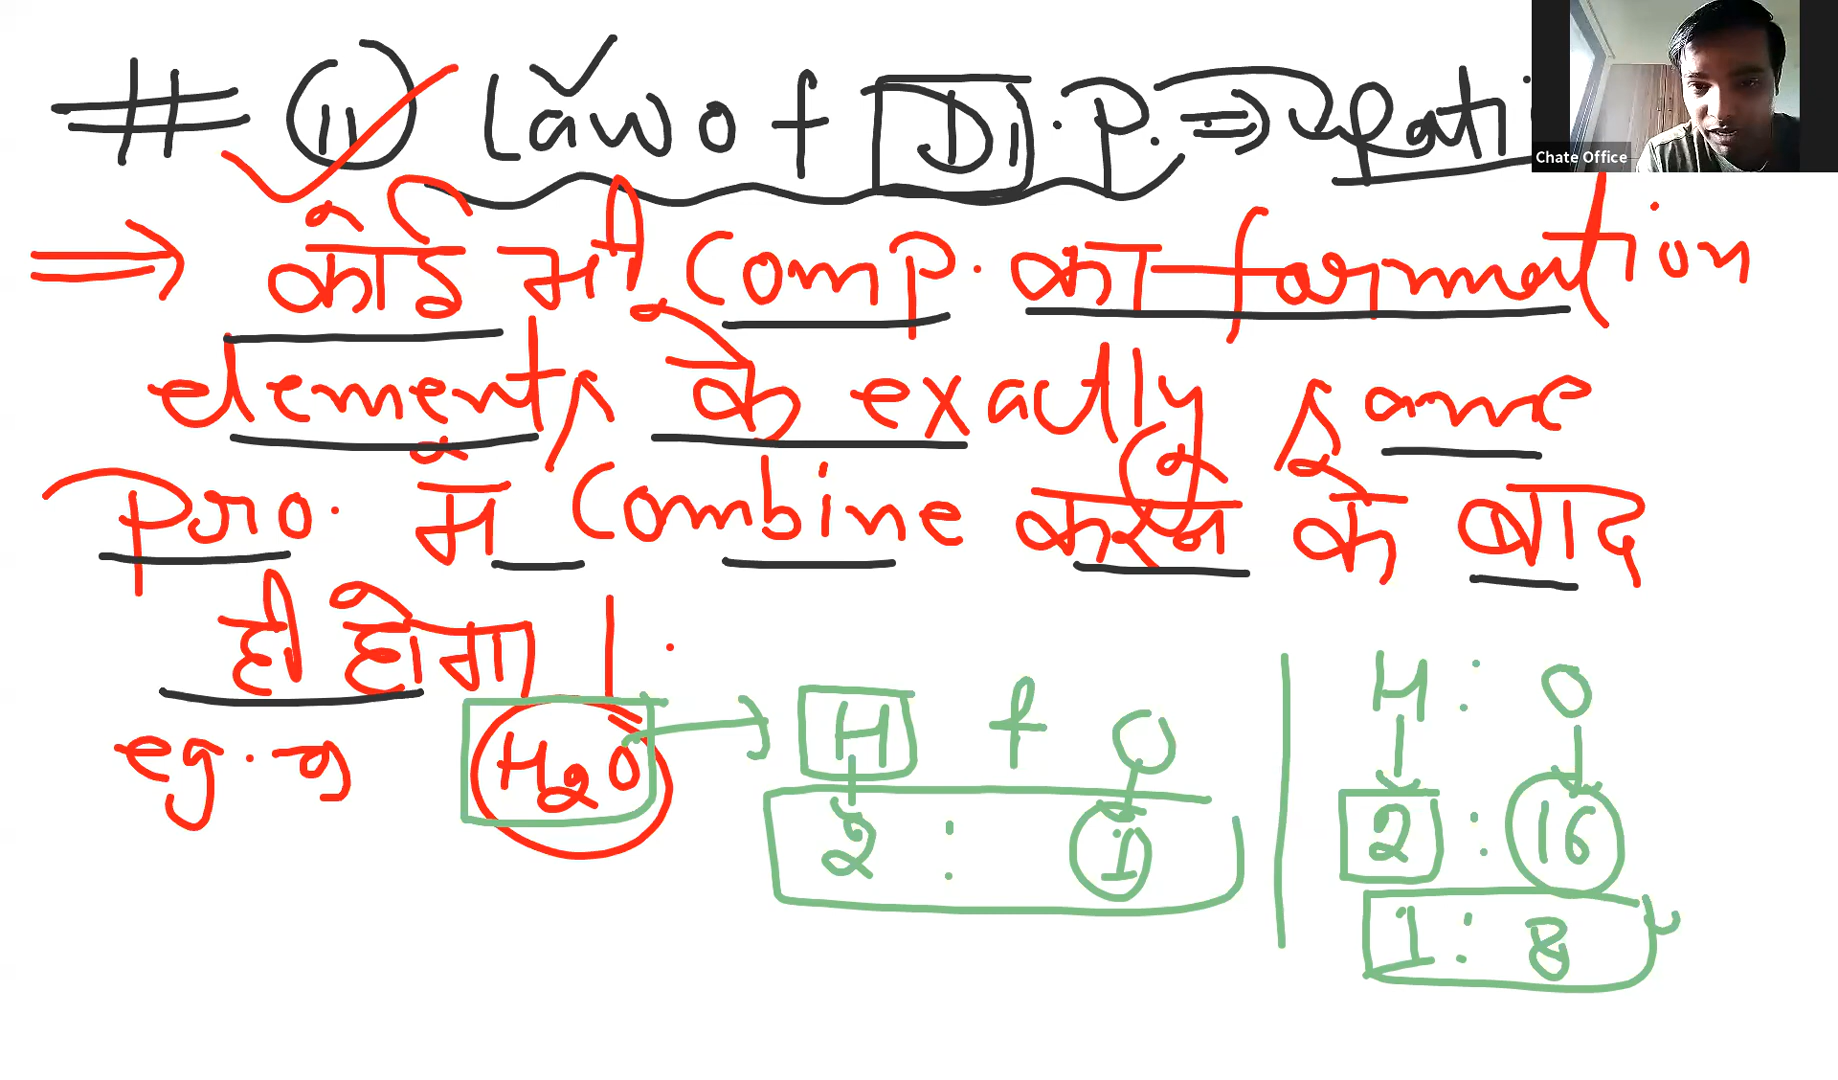 # (11) Law of Di. P. ⇒ Rati
Chate Office
⇒ कोई भी Comp. का formation
elements के exactly same
Pro. में Combine करने के बाद
ही होगा |.
eg. → H2O → H + O
2 : 1
H : O
2 : 16
1 : 8